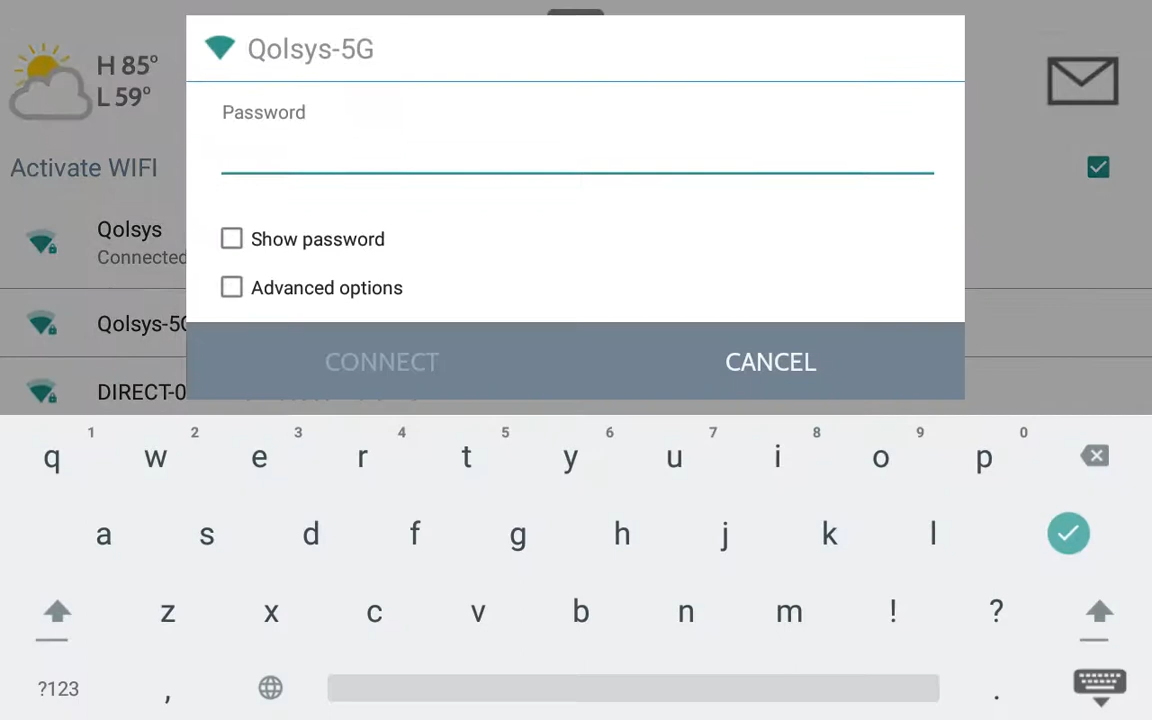 Qolsys-5G
H 85°
L 59°
Password
Activate WIFI
Qolsys
Connected
Show password
Advanced options
Qolsys-5G
CONNECT
CANCEL
DIRECT-0
1 2 3 4 5 6 7 8 9 0
q w e r t y u i o p
a s d f g h j k l
z x c v b n m ! ?
?123 , .